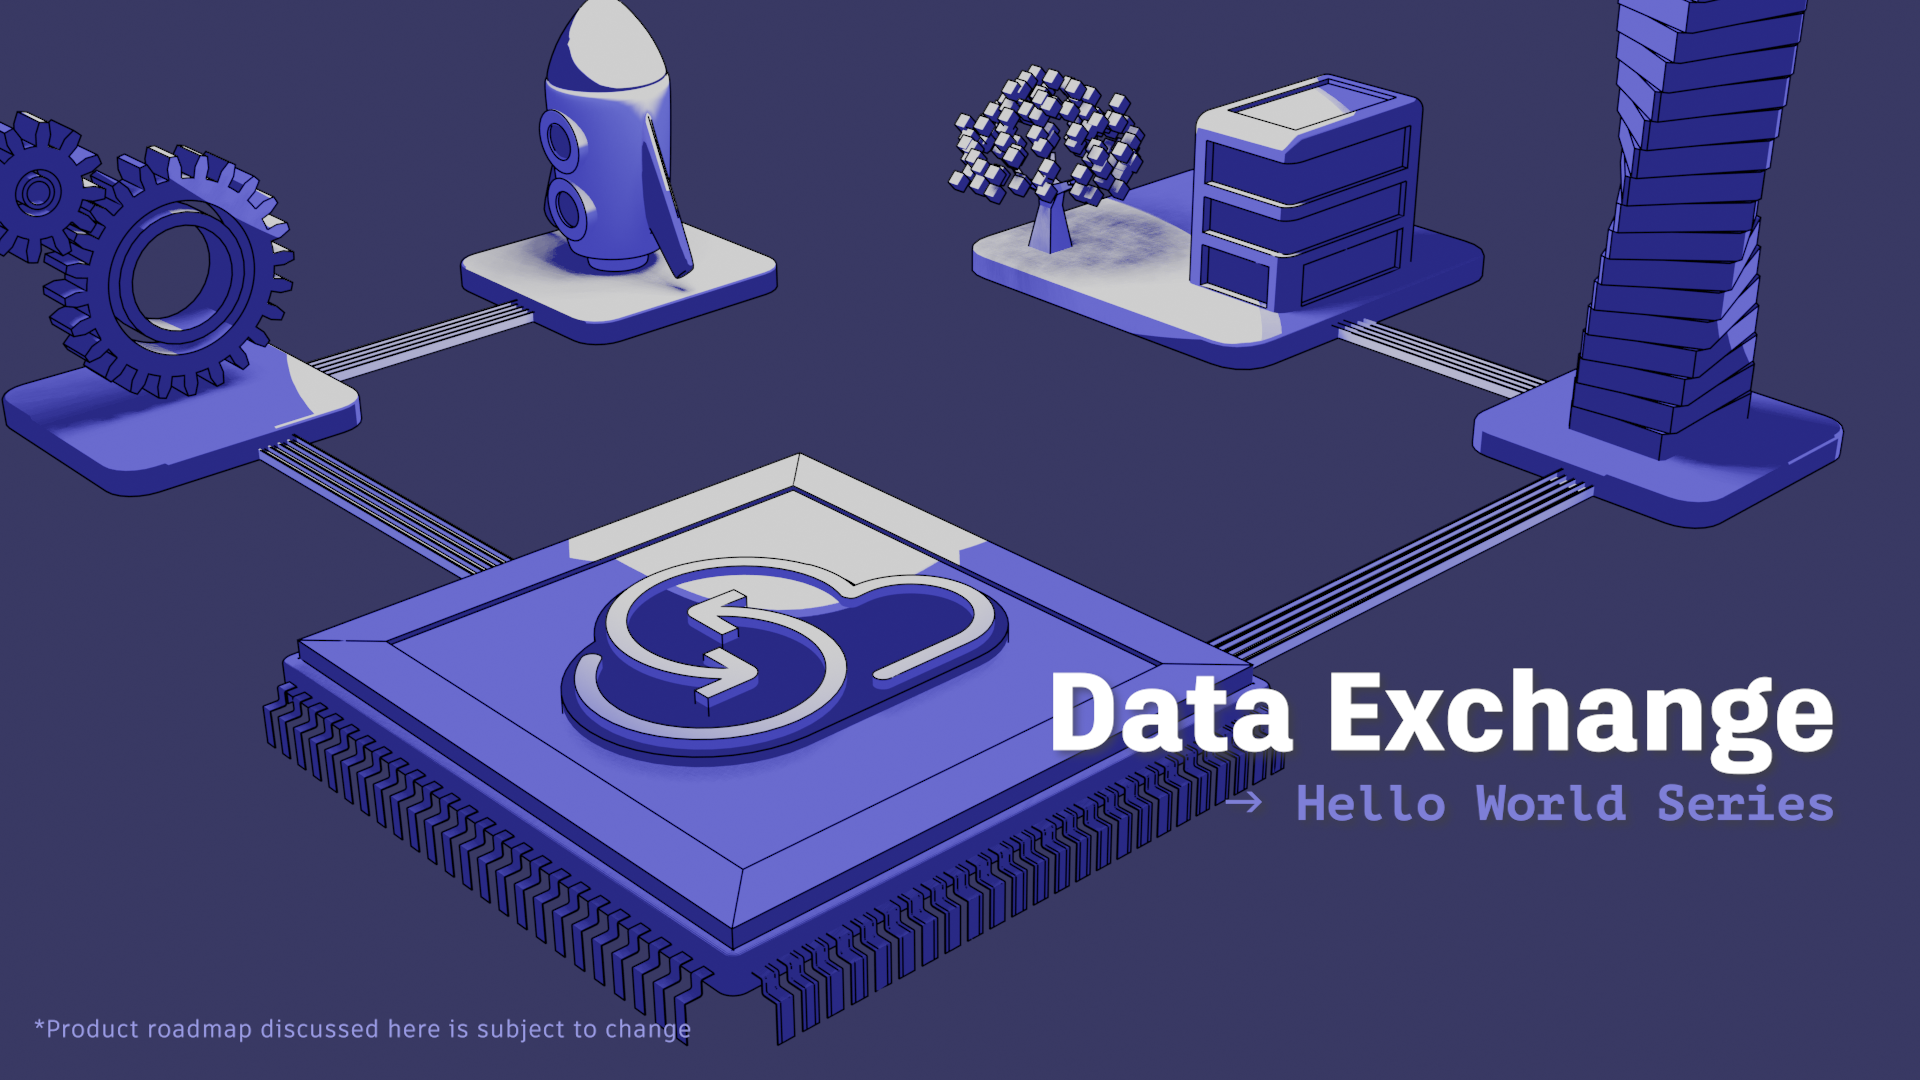 Data Exchange
→ Hello World Series
*Product roadmap discussed here is subject to change